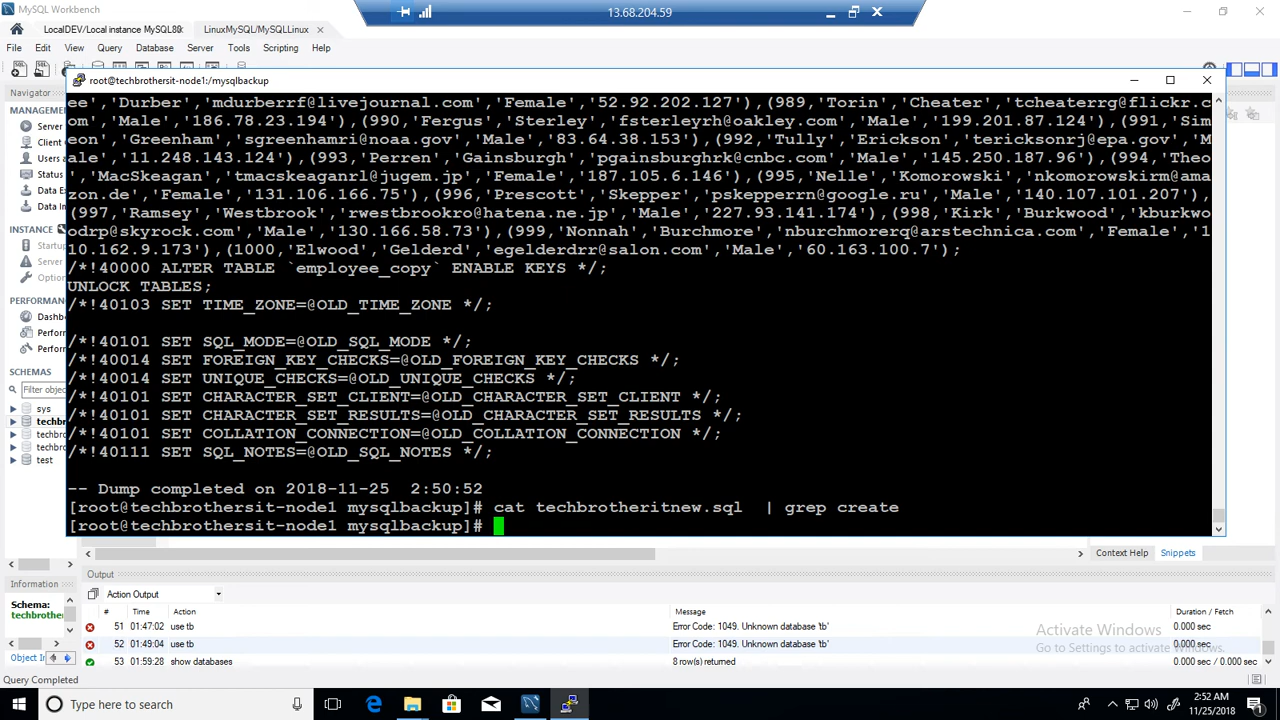 MySQL Workbench
13.68.204.59
LocalDEV/Local instance MySQL80
LinuxMySQL/MySQLLinux
File Edit View Query Database Server Tools Scripting Help
root@techbrothersit-node1:/mysqlbackup
Navigator
MANAGEM
Server
Client
Users a
Status
Data Ex
Data In
INSTANCE
Startu
Server
Option
PERFORM
Dashb
Perfor
Perfor
SCHEMAS
Filter obje
sys
techbr
techbr
techbr
test
ee','Durber','mdurberrf@livejournal.com','Female','52.92.202.127'),(989,'Torin','Cheater','tcheaterrg@flickr.c
om','Male','186.78.23.194'),(990,'Fergus','Sterley','fsterleyrh@oakley.com','Male','199.201.87.124'),(991,'Sim
eon','Greenham','sgreenhamri@noaa.gov','Male','83.64.38.153'),(992,'Tully','Erickson','tericksonrj@epa.gov','M
ale','11.248.143.124'),(993,'Perren','Gainsburgh','pgainsburghrk@cnbc.com','Male','145.250.187.96'),(994,'Theo
','MacSkeagan','tmacskeaganrl@jugem.jp','Female','187.105.6.146'),(995,'Nelle','Komorowski','nkomorowskirm@ama
zon.de','Female','131.106.166.75'),(996,'Prescott','Skepper','pskepperrn@google.ru','Male','140.107.101.207'),
(997,'Ramsey','Westbrook','rwestbrookro@hatena.ne.jp','Male','227.93.141.174'),(998,'Kirk','Burkwood','kburkwo
odrp@skyrock.com','Male','130.166.58.73'),(999,'Nonnah','Burchmore','nburchmorerq@arstechnica.com','Female','1
10.162.9.173'),(1000,'Elwood','Gelderd','egelderdrr@salon.com','Male','60.163.100.7');
/*!40000 ALTER TABLE `employee_copy` ENABLE KEYS */;
UNLOCK TABLES;
/*!40103 SET TIME_ZONE=@OLD_TIME_ZONE */;
/*!40101 SET SQL_MODE=@OLD_SQL_MODE */;
/*!40014 SET FOREIGN_KEY_CHECKS=@OLD_FOREIGN_KEY_CHECKS */;
/*!40014 SET UNIQUE_CHECKS=@OLD_UNIQUE_CHECKS */;
/*!40101 SET CHARACTER_SET_CLIENT=@OLD_CHARACTER_SET_CLIENT */;
/*!40101 SET CHARACTER_SET_RESULTS=@OLD_CHARACTER_SET_RESULTS */;
/*!40101 SET COLLATION_CONNECTION=@OLD_COLLATION_CONNECTION */;
/*!40111 SET SQL_NOTES=@OLD_SQL_NOTES */;
-- Dump completed on 2018-11-25  2:50:52
[root@techbrothersit-node1 mysqlbackup]# cat techbrotheritnew.sql  | grep create
[root@techbrothersit-node1 mysqlbackup]#
Context Help Snippets
Information
Schema:
techbrother
Object In
Output
Action Output
# Time Action Message Duration / Fetch
51 01:47:02 use tb Error Code: 1049. Unknown database 'tb' 0.000 sec
52 01:49:04 use tb Error Code: 1049. Unknown database 'tb' 0.000 sec
53 01:59:28 show databases 8 row(s) returned 0.000 sec / 0.000 sec
Activate Windows
Go to Settings to activate Windows.
Query Completed
Type here to search
2:52 AM
11/25/2018